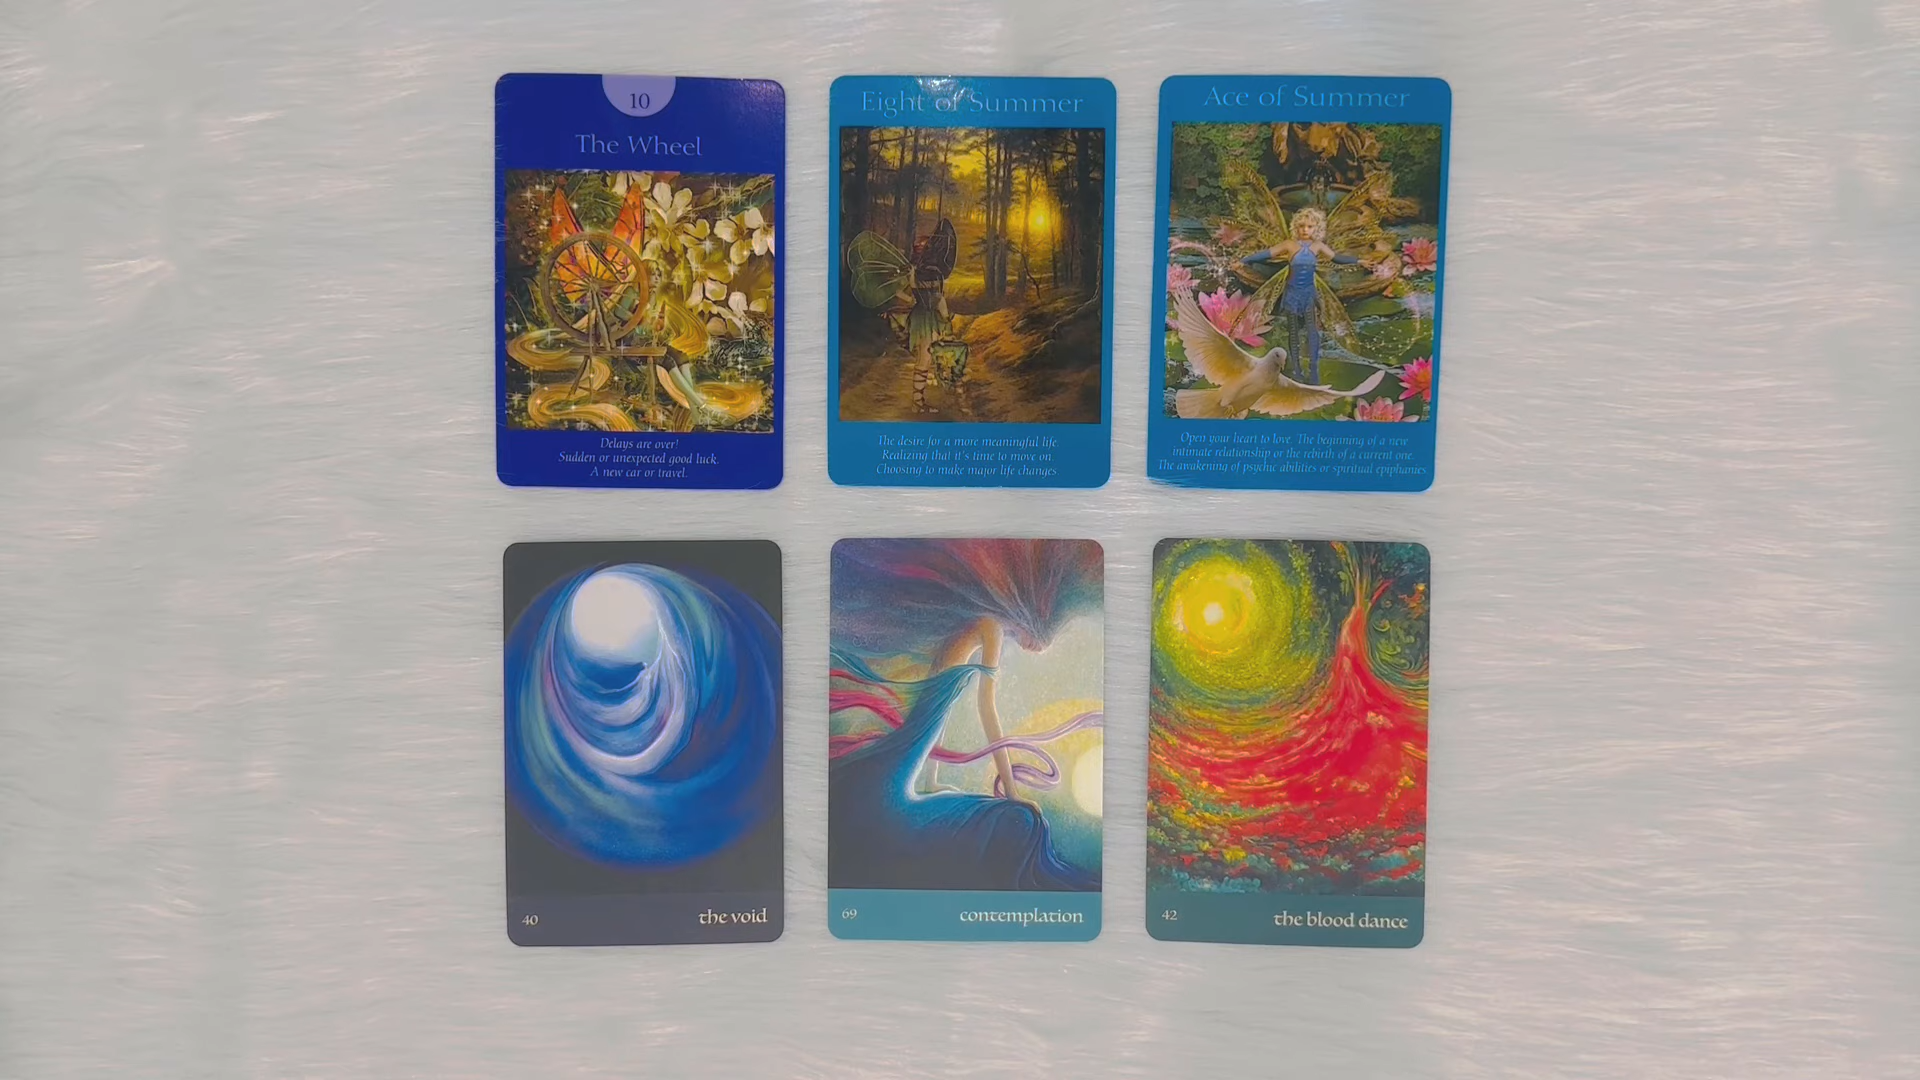 10
The Wheel
Delays are over!
Sudden or unexpected good luck.
A new car or travel.
Eight of Summer
The desire for a more meaningful life.
Realizing that it's time to move on.
Choosing to make major life changes
Ace of Summer
Open your heart to love. The beginning of a new
intimate relationship or the rebirth of a current one.
The awakening of psychic abilities or spiritual epiphanies.
40
the void
69
contemplation
42
the blood dance